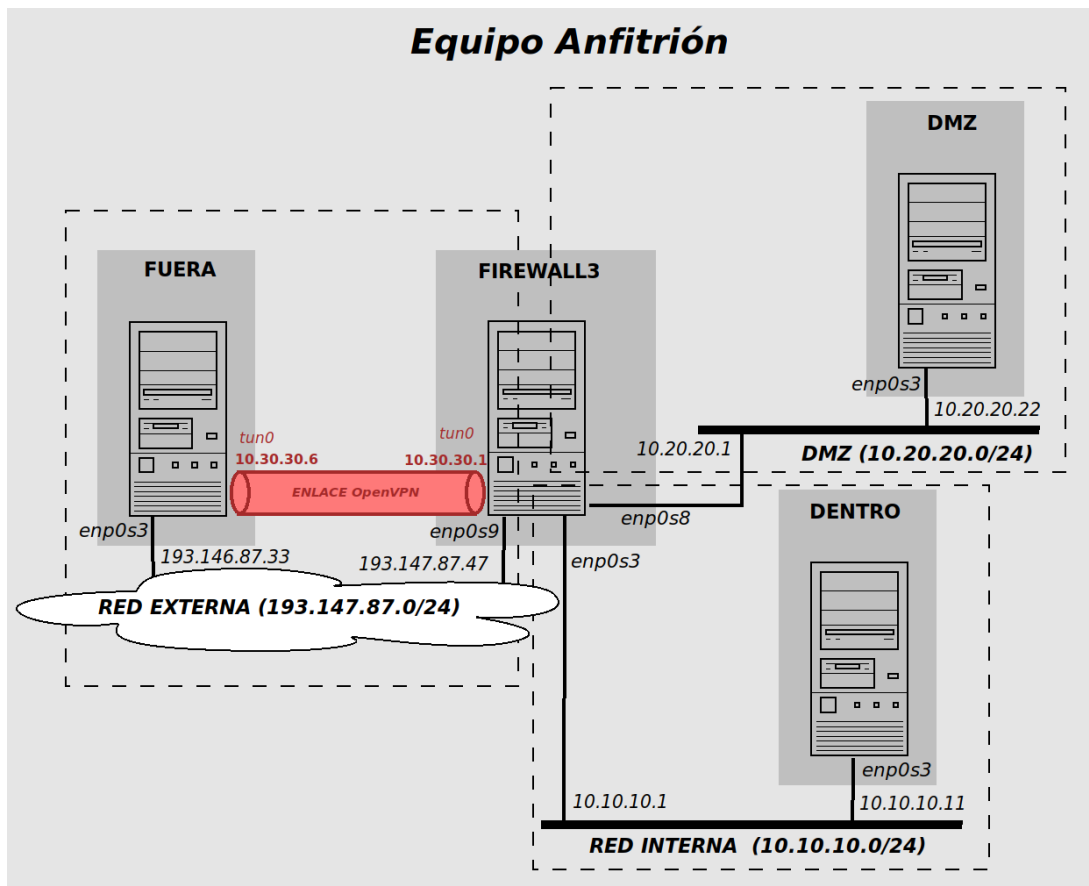 Equipo Anfitrión
DMZ
enp0s3
10.20.20.22
10.20.20.1
DMZ (10.20.20.0/24)
enp0s8
FUERA
FIREWALL3
tun0
tun0
10.30.30.6
10.30.30.1
ENLACE OpenVPN
enp0s3
enp0s9
193.146.87.33
193.147.87.47
enp0s3
RED EXTERNA (193.147.87.0/24)
DENTRO
enp0s3
10.10.10.1
10.10.10.11
RED INTERNA (10.10.10.0/24)